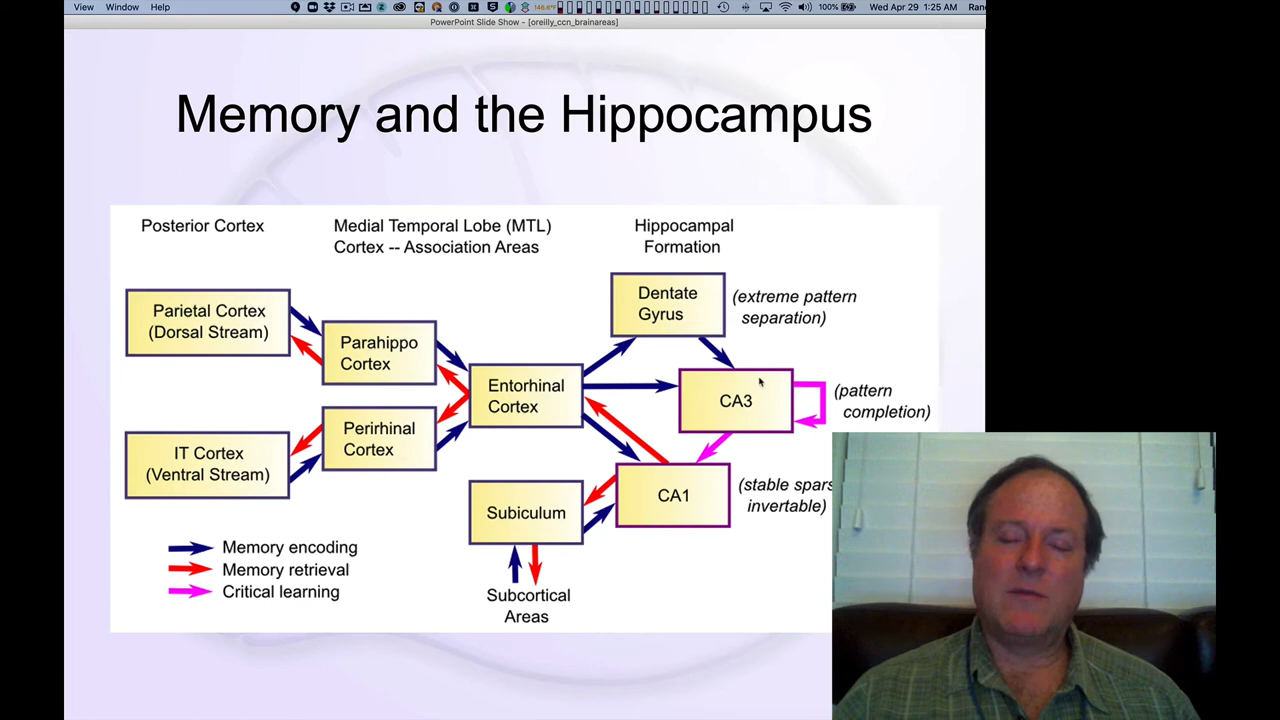 View Window Help
146.6°F
100%
Wed Apr 29 1:25 AM
PowerPoint Slide Show - [oreilly_ccn_brainareas]
Memory and the Hippocampus
Posterior Cortex
Medial Temporal Lobe (MTL)
Cortex -- Association Areas
Hippocampal
Formation
Parietal Cortex
(Dorsal Stream)
Parahippo
Cortex
Entorhinal
Cortex
Dentate
Gyrus
(extreme pattern
separation)
CA3
(pattern
completion)
IT Cortex
(Ventral Stream)
Perirhinal
Cortex
Subiculum
CA1
(stable
invertable)
Memory encoding
Memory retrieval
Critical learning
Subcortical
Areas